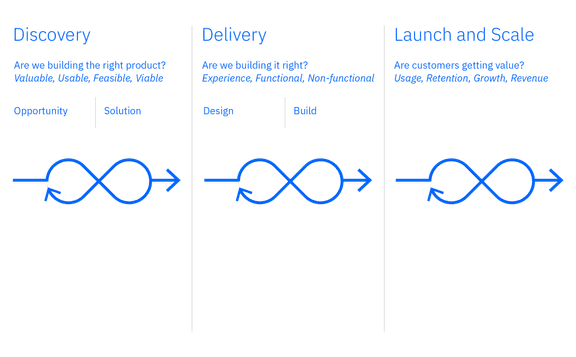 Discovery
Are we building the right product?
Valuable, Usable, Feasible, Viable
Opportunity
Solution
Delivery
Are we building it right?
Experience, Functional, Non-functional
Design
Build
Launch and Scale
Are customers getting value?
Usage, Retention, Growth, Revenue